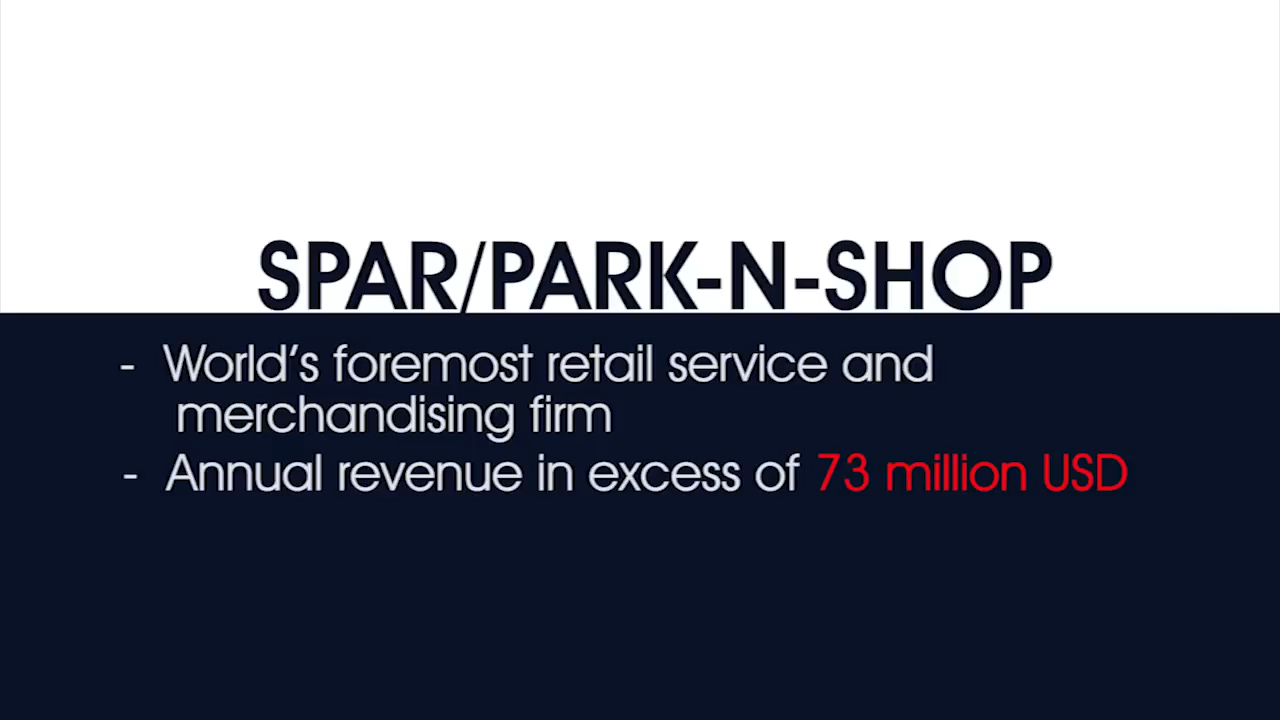 SPAR/PARK-N-SHOP
- World's foremost retail service and
merchandising firm
- Annual revenue in excess of 73 million USD